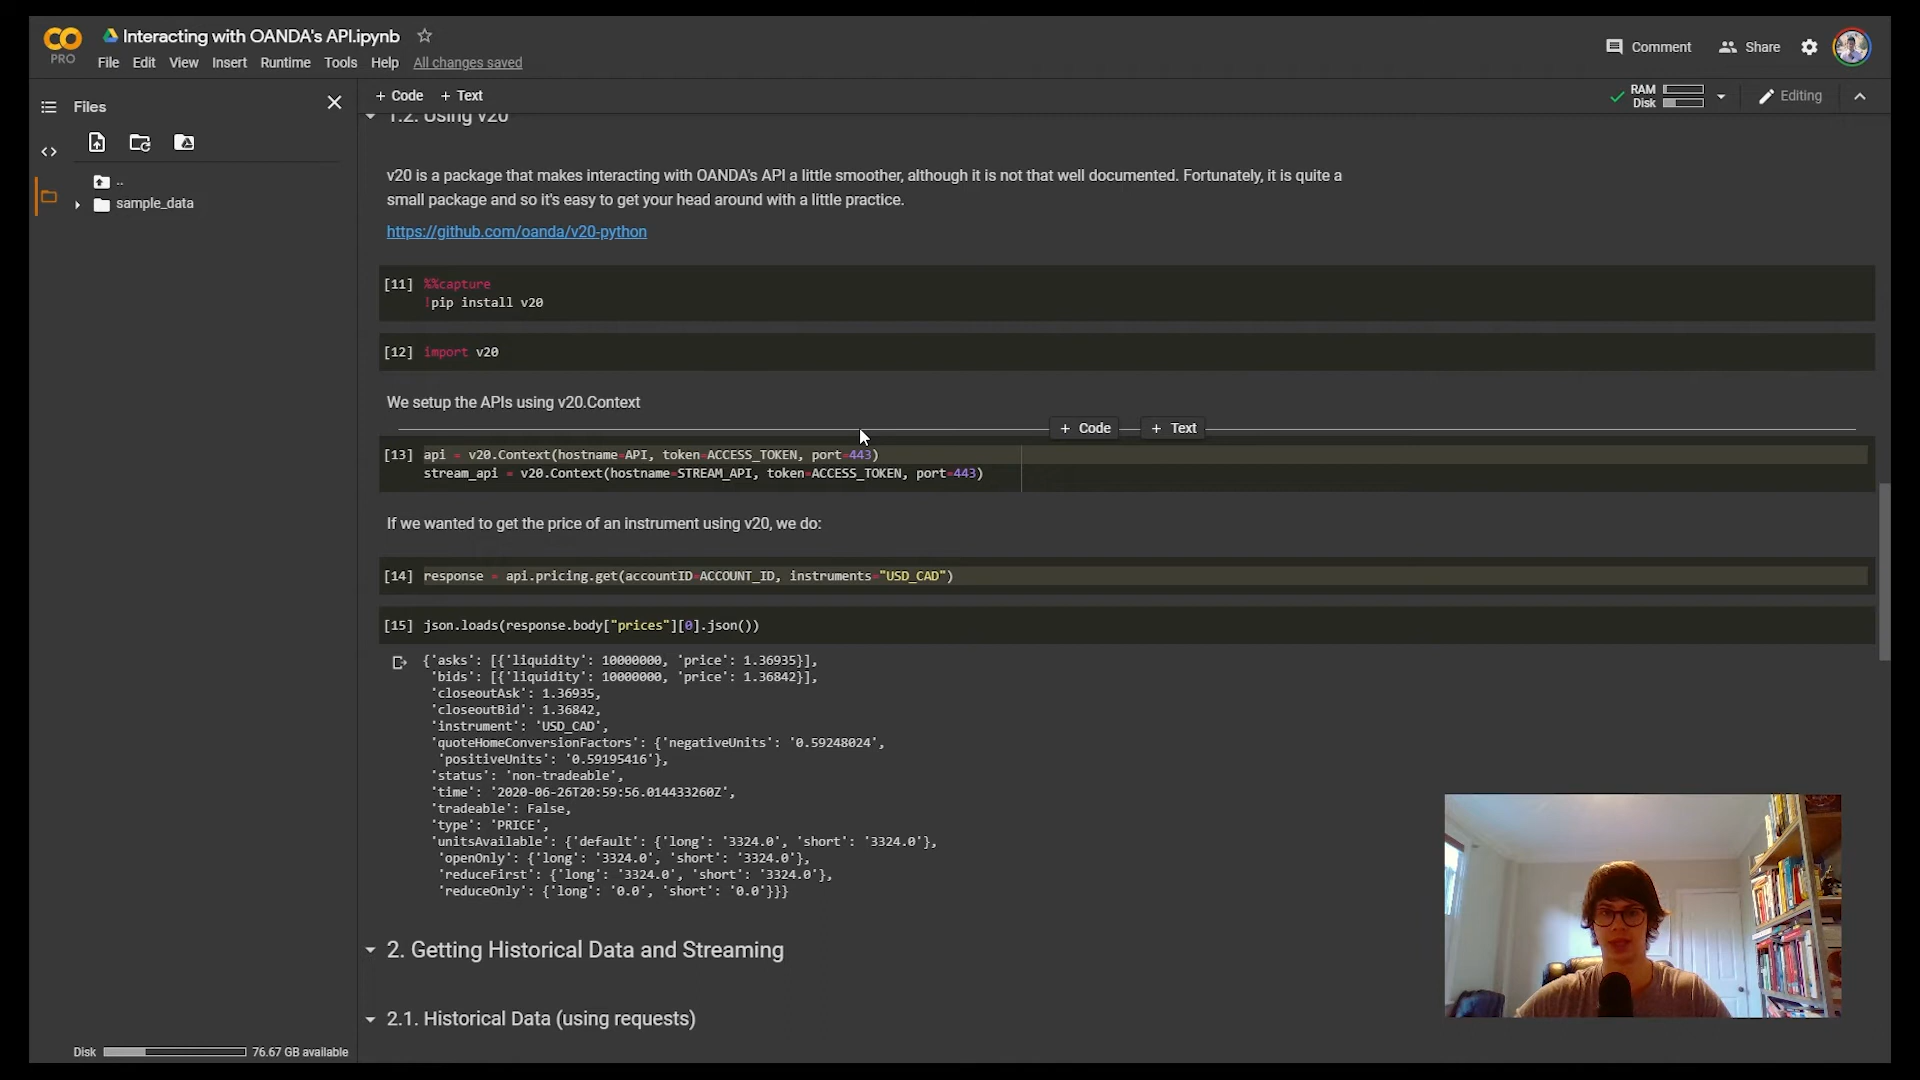 Interacting with OANDA's API.ipynb
PRO
File Edit View Insert Runtime Tools Help All changes saved
Comment Share
Files
+ Code + Text
RAM
Disk
Editing
1.2. Using v20
..
sample_data
v20 is a package that makes interacting with OANDA's API a little smoother, although it is not that well documented. Fortunately, it is quite a
small package and so it's easy to get your head around with a little practice.
https://github.com/oanda/v20-python
[11] %%capture
!pip install v20
[12] import v20
We setup the APIs using v20.Context
+ Code + Text
[13] api = v20.Context(hostname=API, token=ACCESS_TOKEN, port=443)
stream_api = v20.Context(hostname=STREAM_API, token=ACCESS_TOKEN, port=443)
If we wanted to get the price of an instrument using v20, we do:
[14] response = api.pricing.get(accountID=ACCOUNT_ID, instruments="USD_CAD")
[15] json.loads(response.body["prices"][0].json())
{'asks': [{'liquidity': 10000000, 'price': 1.36935}],
'bids': [{'liquidity': 10000000, 'price': 1.36842}],
'closeoutAsk': 1.36935,
'closeoutBid': 1.36842,
'instrument': 'USD_CAD',
'quoteHomeConversionFactors': {'negativeUnits': '0.59248024',
'positiveUnits': '0.59195416'},
'status': 'non-tradeable',
'time': '2020-06-26T20:59:56.014433260Z',
'tradeable': False,
'type': 'PRICE',
'unitsAvailable': {'default': {'long': '3324.0', 'short': '3324.0'},
'openOnly': {'long': '3324.0', 'short': '3324.0'},
'reduceFirst': {'long': '3324.0', 'short': '3324.0'},
'reduceOnly': {'long': '0.0', 'short': '0.0'}}}
2. Getting Historical Data and Streaming
2.1. Historical Data (using requests)
Disk 76.67 GB available